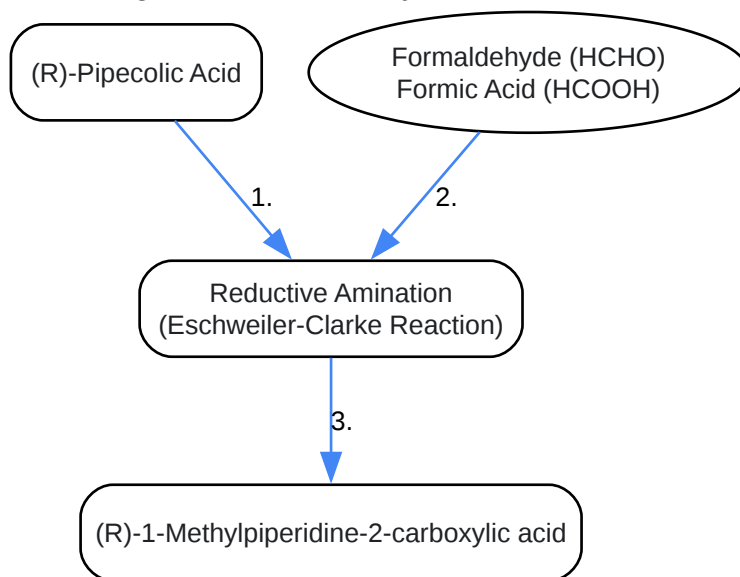 (R)-Pipecolic Acid
Formaldehyde (HCHO)
Formic Acid (HCOOH)
1.
2.
Reductive Amination
(Eschweiler-Clarke Reaction)
3.
(R)-1-Methylpiperidine-2-carboxylic acid